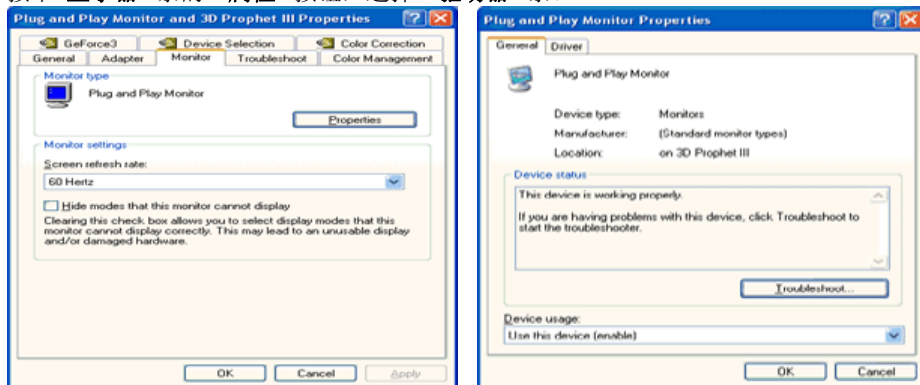 Plug and Play Monitor and 3D Prophet III Properties
GeForce3 Device Selection Color Correction
General Adapter Monitor Troubleshoot Color Management
Monitor type
Plug and Play Monitor
Properties
Monitor settings
Screen refresh rate:
60 Hertz
Hide modes that this monitor cannot display
Clearing this check box allows you to select display modes that this
monitor cannot display correctly. This may lead to an unusable display
and/or damaged hardware.
OK Cancel Apply
Plug and Play Monitor Properties
General Driver
Plug and Play Monitor
Device type: Monitors
Manufacturer: (Standard monitor types)
Location: on 3D Prophet III
Device status
This device is working properly.
If you are having problems with this device, click Troubleshoot to
start the troubleshooter.
Troubleshoot...
Device usage:
Use this device (enable)
OK Cancel